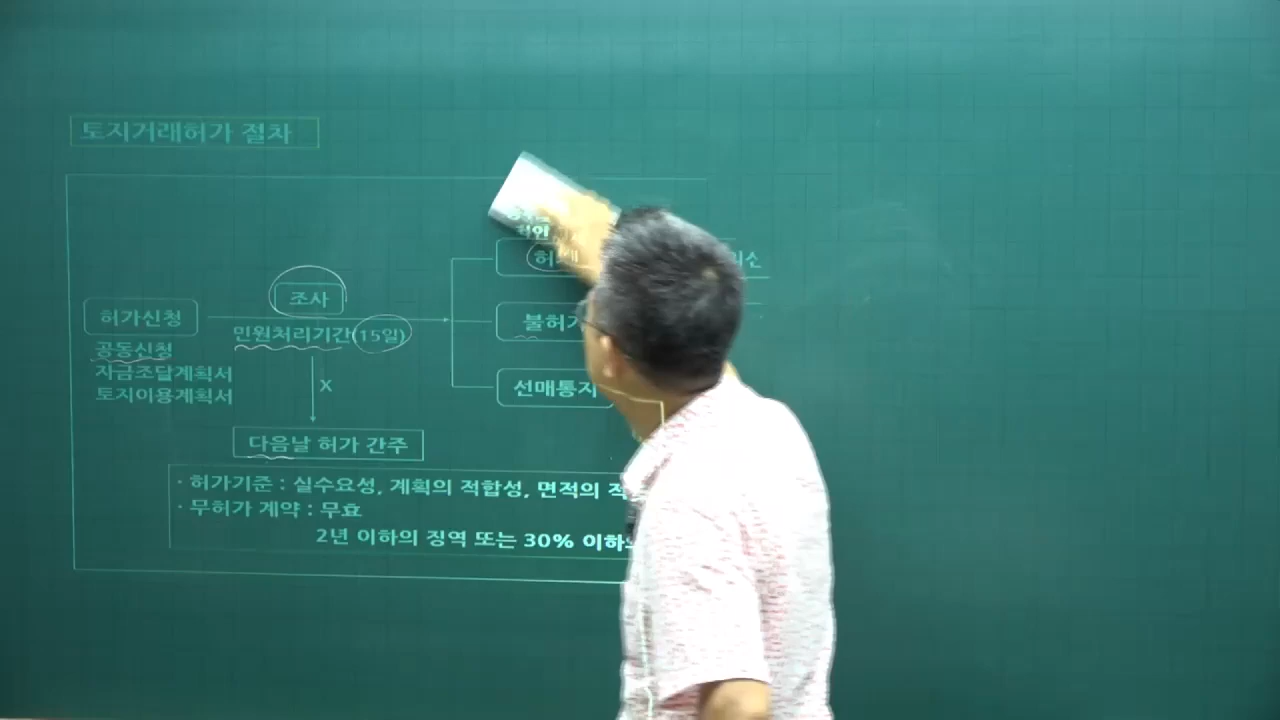 토지거래허가 절차
조사
허가신청
민원처리기간(15일)
불허가
공동신청
자금조달계획서
토지이용계획서
X
선매통지
다음날 허가 간주
· 허가기준 : 실수요성, 계획의 적합성, 면적의
· 무허가 계약 : 무효
2년 이하의 징역 또는 30% 이하의